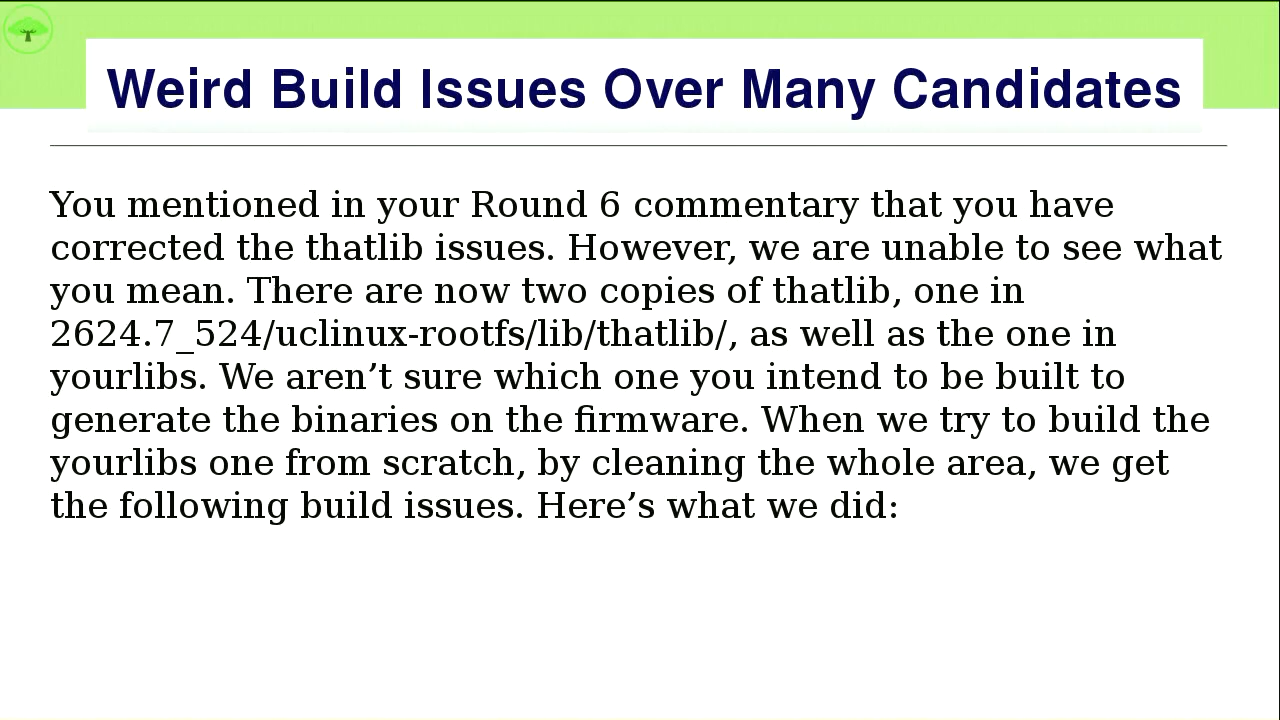 Weird Build Issues Over Many Candidates
You mentioned in your Round 6 commentary that you have
corrected the thatlib issues. However, we are unable to see what
you mean. There are now two copies of thatlib, one in
2624.7_524/uclinux-rootfs/lib/thatlib/, as well as the one in
yourlibs. We aren’t sure which one you intend to be built to
generate the binaries on the firmware. When we try to build the
yourlibs one from scratch, by cleaning the whole area, we get
the following build issues. Here’s what we did: